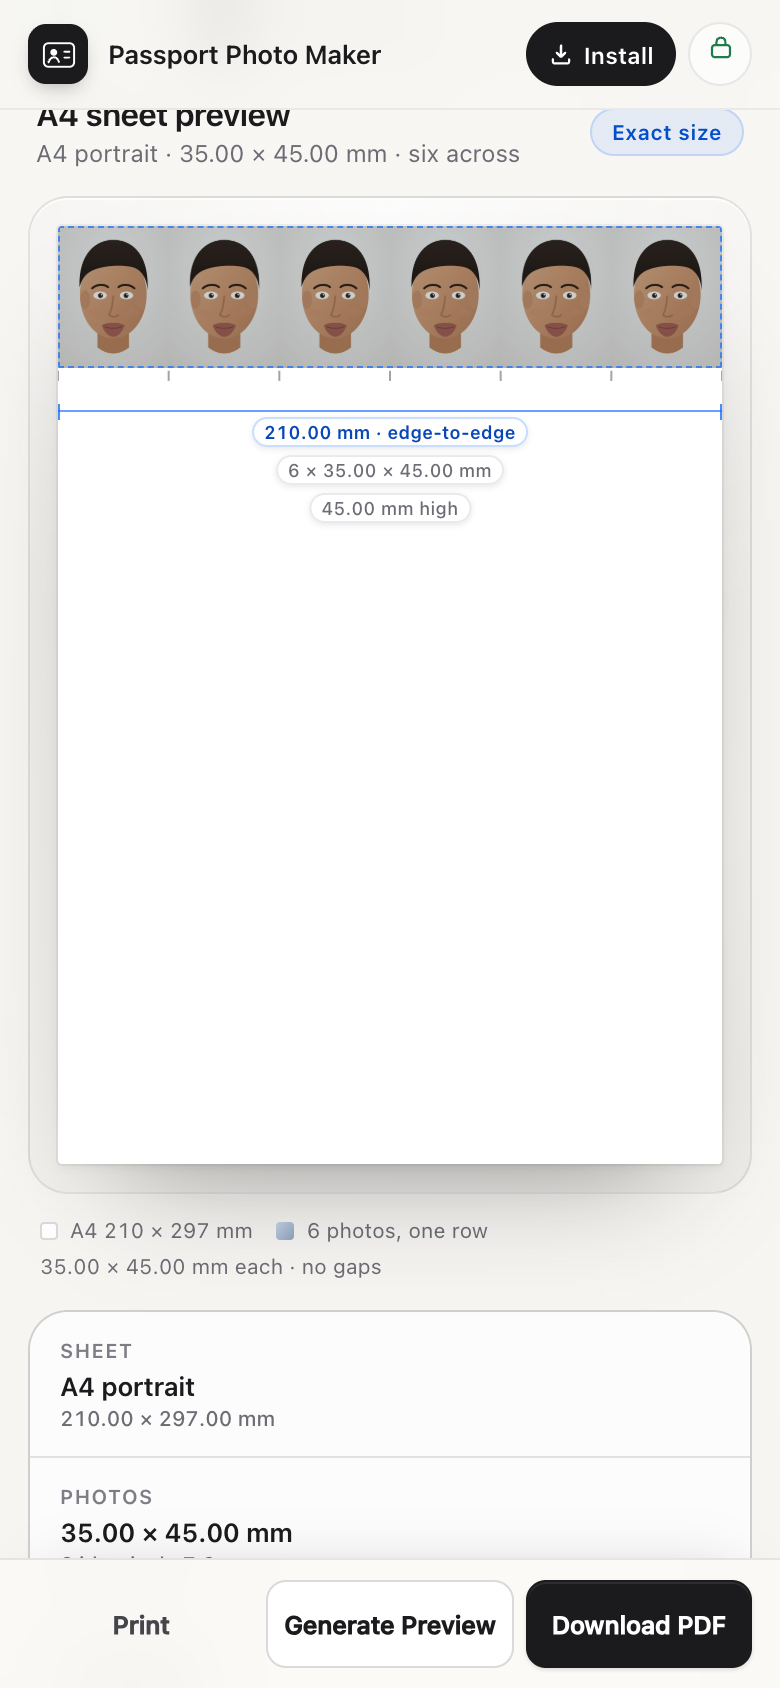 Passport Photo Maker
Install
A4 sheet preview
Exact size
A4 portrait · 35.00 × 45.00 mm · six across
210.00 mm · edge-to-edge
6 × 35.00 × 45.00 mm
45.00 mm high
A4 210 × 297 mm
6 photos, one row
35.00 × 45.00 mm each · no gaps
SHEET
A4 portrait
210.00 × 297.00 mm
PHOTOS
35.00 × 45.00 mm
Print
Generate Preview
Download PDF